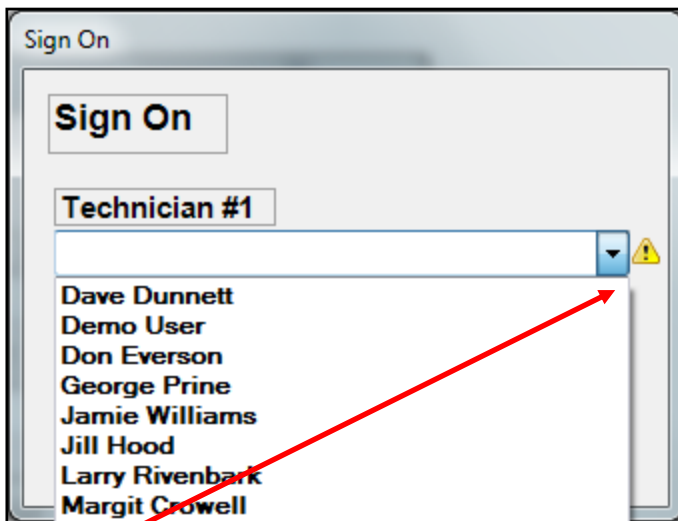 Sign On
Sign On
Technician #1
Dave Dunnett
Demo User
Don Everson
George Prine
Jamie Williams
Jill Hood
Larry Rivenbark
Margit Crowell